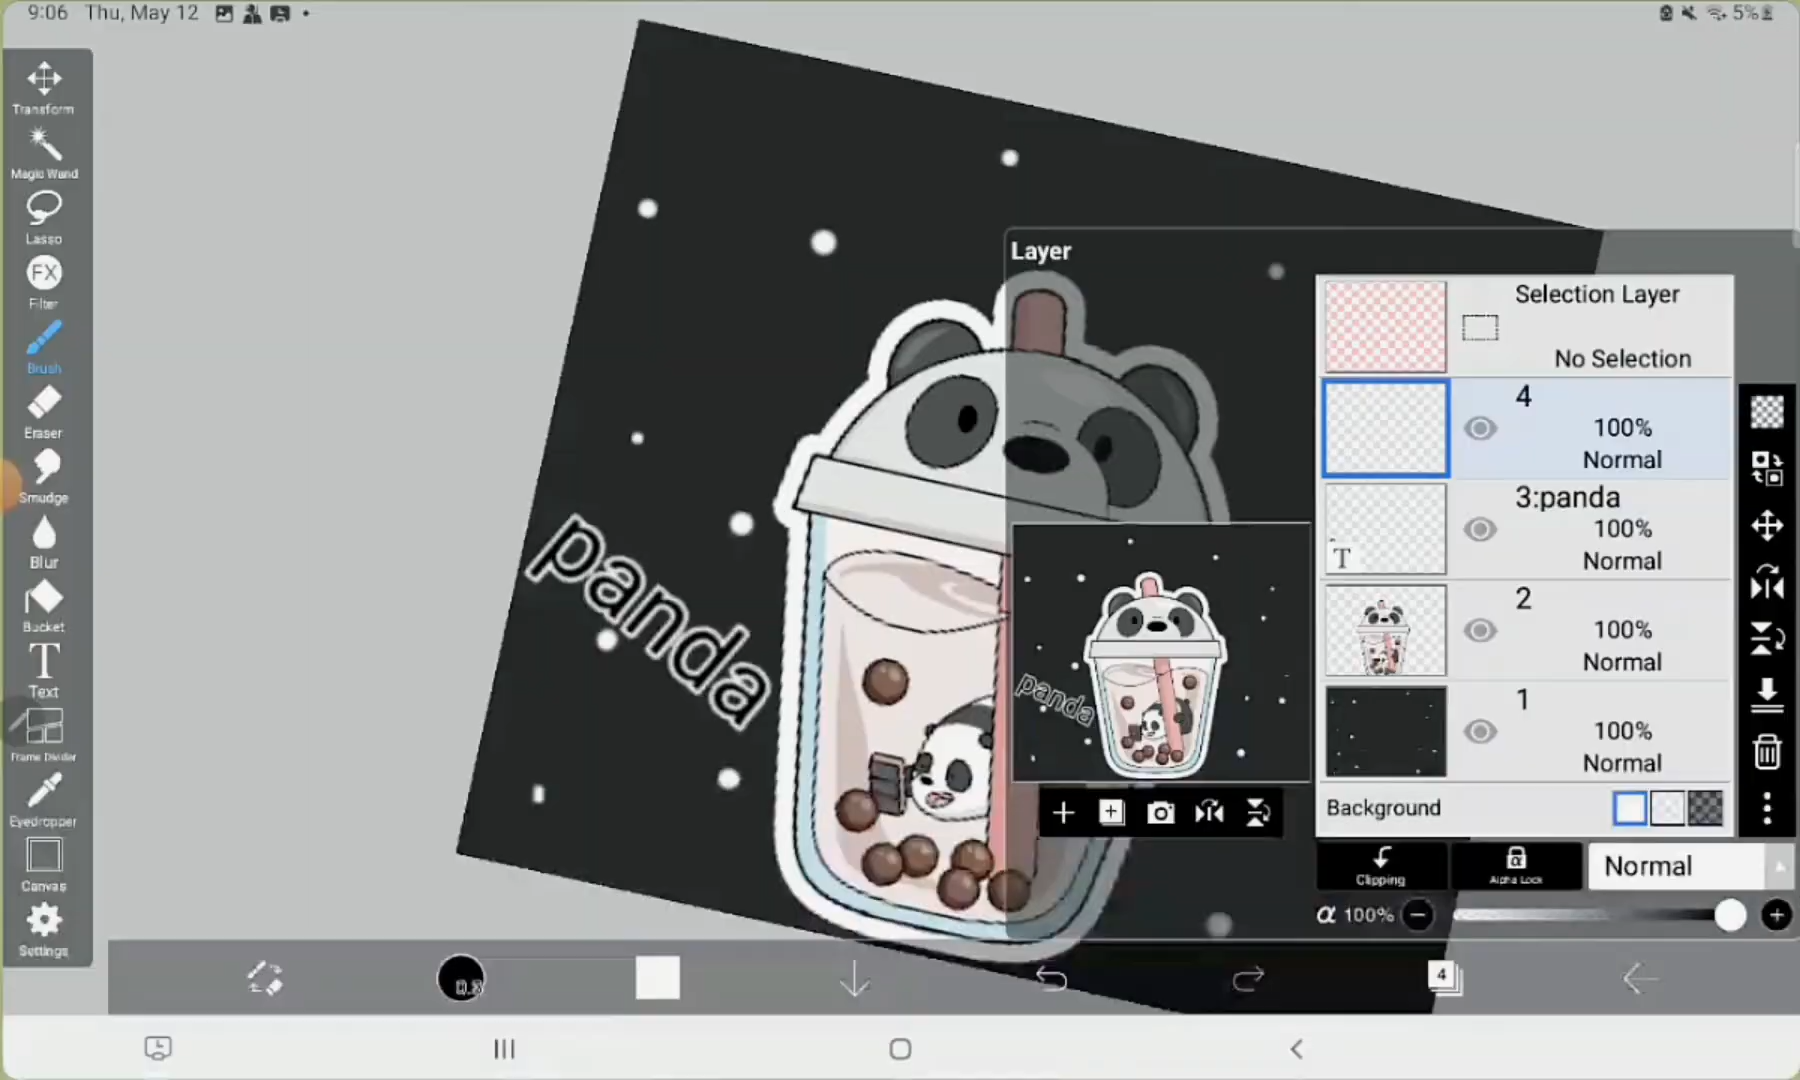 9:06 Thu, May 12
5%
Transform
Magic Wand
Lasso
FX
Filter
Brush
Eraser
Smudge
Blur
Bucket
T
Text
Frame Divider
Eyedropper
Canvas
Settings
panda
Layer
Selection Layer
No Selection
4
100%
Normal
3:panda
100%
Normal
T
2
100%
Normal
1
100%
Normal
panda
Background
Clipping
α
Alpha Lock
Normal
α 100%
0.3
4